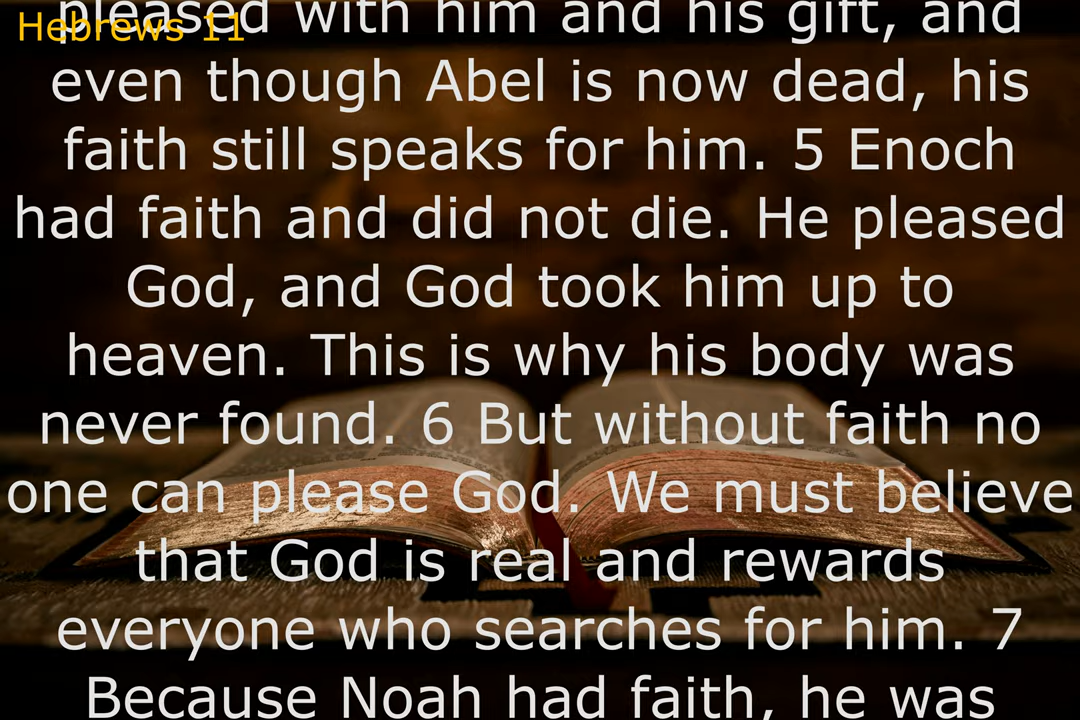 Hebrews 11
pleased with him and his gift, and
even though Abel is now dead, his
faith still speaks for him. 5 Enoch
had faith and did not die. He pleased
God, and God took him up to
heaven. This is why his body was
never found. 6 But without faith no
one can please God. We must believe
that God is real and rewards
everyone who searches for him. 7
Because Noah had faith, he was